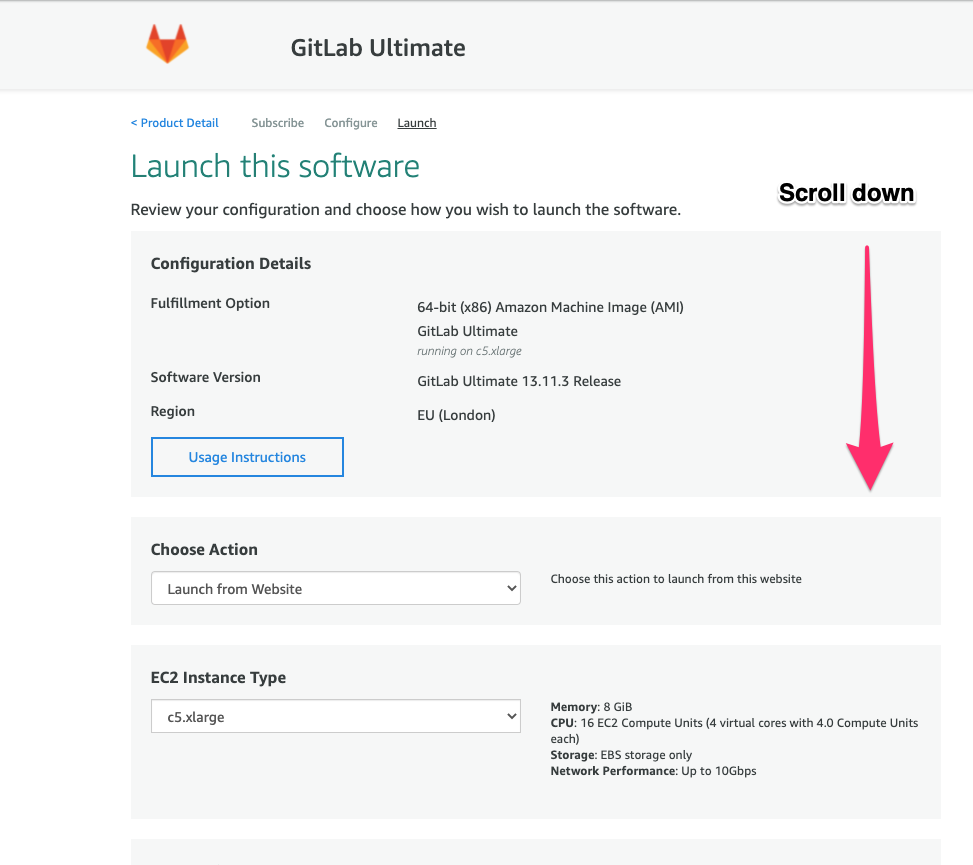 GitLab Ultimate
< Product Detail Subscribe Configure Launch
Launch this software
Scroll down
Review your configuration and choose how you wish to launch the software.
Configuration Details
Fulfillment Option
64-bit (x86) Amazon Machine Image (AMI)
GitLab Ultimate
running on c5.xlarge
Software Version
GitLab Ultimate 13.11.3 Release
Region
EU (London)
Usage Instructions
Choose Action
Launch from Website
Choose this action to launch from this website
EC2 Instance Type
c5.xlarge
Memory: 8 GiB
CPU: 16 EC2 Compute Units (4 virtual cores with 4.0 Compute Units
each)
Storage: EBS storage only
Network Performance: Up to 10Gbps